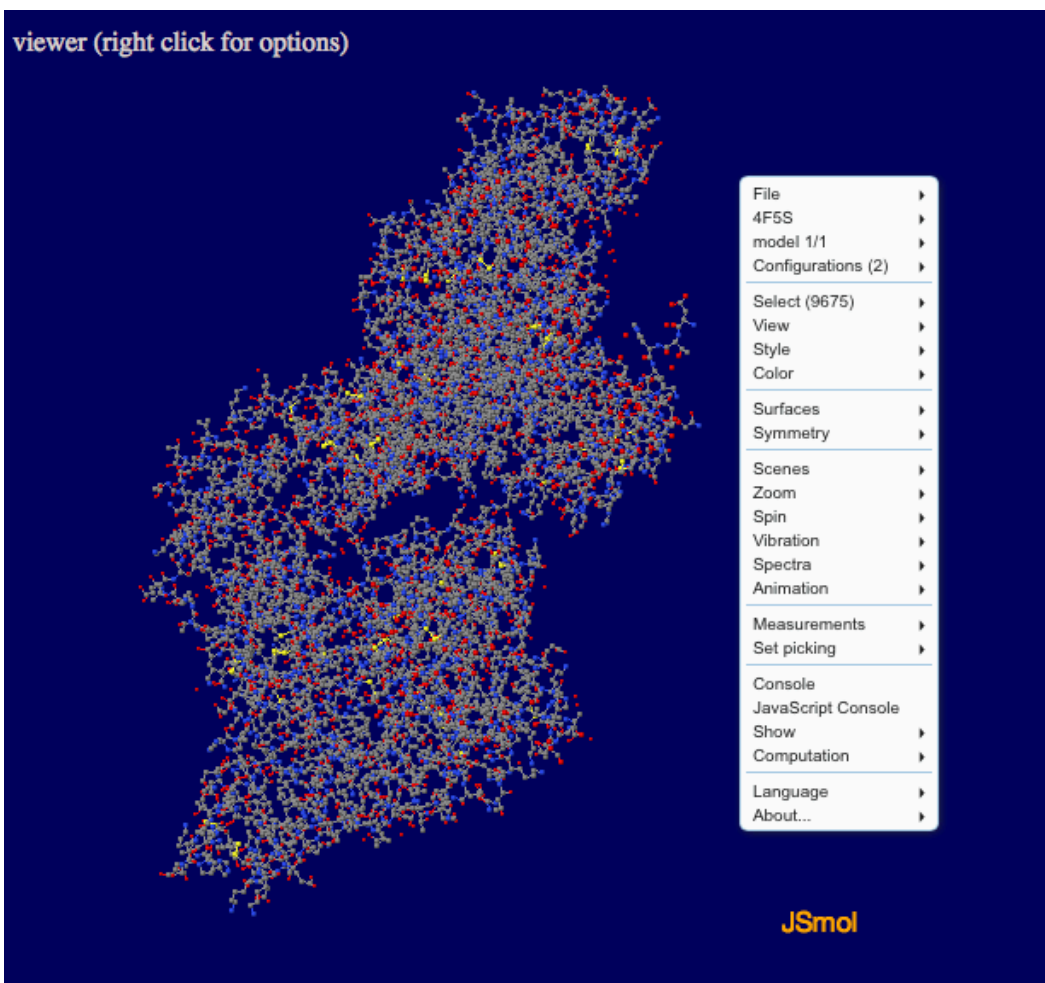 viewer (right click for options)
File
4F5S
model 1/1
Configurations (2)
Select (9675)
View
Style
Color
Surfaces
Symmetry
Scenes
Zoom
Spin
Vibration
Spectra
Animation
Measurements
Set picking
Console
JavaScript Console
Show
Computation
Language
About...
JSmol